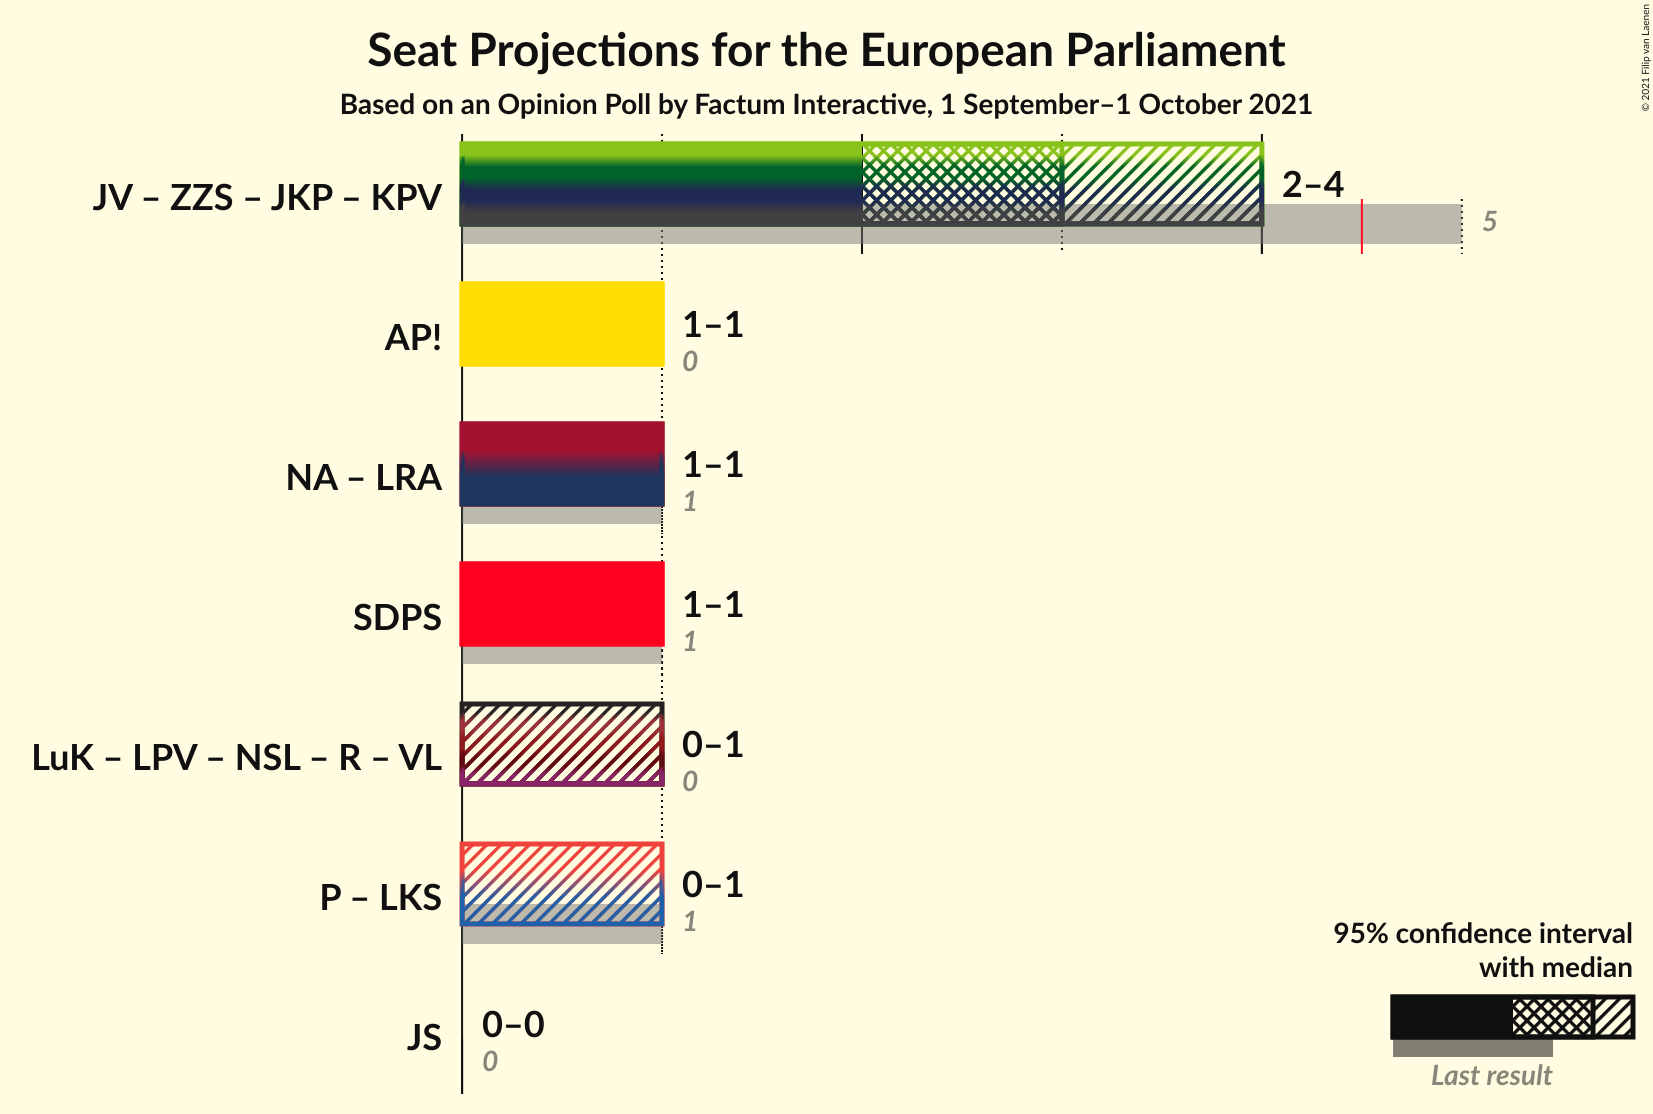 Seat Projections for the European Parliament
Based on an Opinion Poll by Factum Interactive, 1 September–1 October 2021
© 2021 Filip van Laenen
JV – ZZS – JKP – KPV
2–4
5
AP!
1–1
0
NA – LRA
1–1
1
SDPS
1–1
1
LuK – LPV – NSL – R – VL
0–1
0
P – LKS
0–1
1
JS
0–0
0
95% confidence interval
with median
Last result